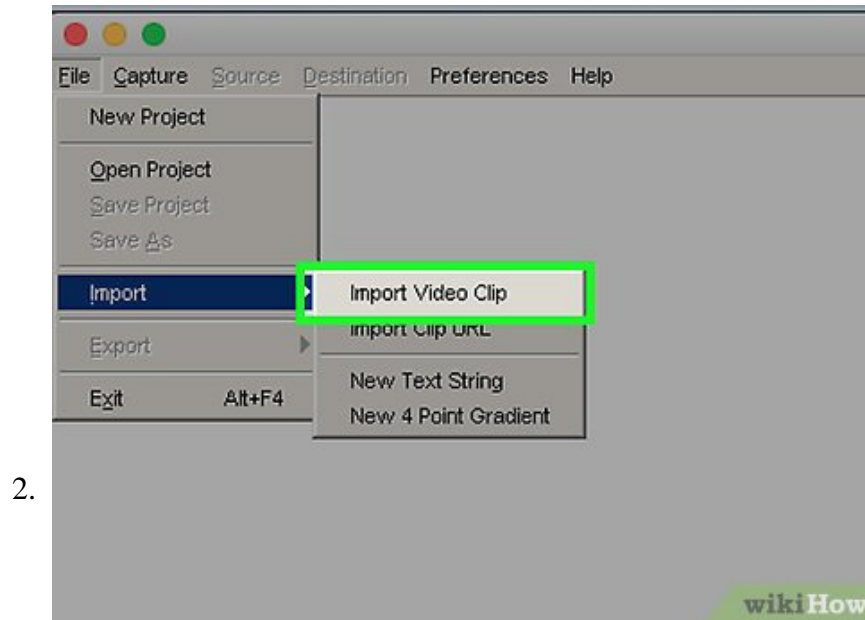 File Capture Source Destination Preferences Help
New Project
Open Project
Save Project
Save As
Import
Import Video Clip
Import Clip URL
Export
New Text String
Exit Alt+F4
New 4 Point Gradient
2.
wikiHow